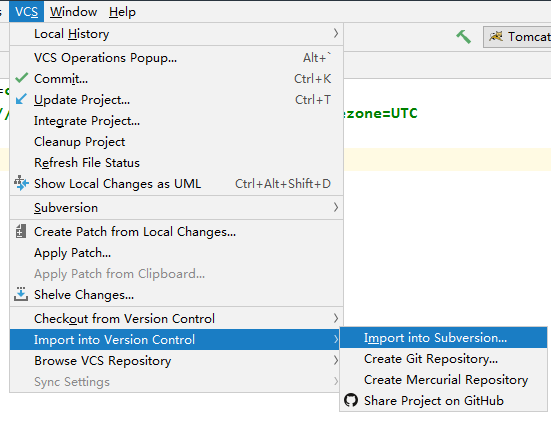 VCS Window Help
Local History
Tomcat
VCS Operations Popup... Alt+`
Commit... Ctrl+K
=
Update Project... Ctrl+T
// ezone=UTC
Integrate Project...
Cleanup Project
Refresh File Status
Show Local Changes as UML Ctrl+Alt+Shift+D
Subversion
Create Patch from Local Changes...
Apply Patch...
Apply Patch from Clipboard...
Shelve Changes...
Checkout from Version Control
Import into Version Control
Import into Subversion...
Browse VCS Repository
Create Git Repository...
Sync Settings
Create Mercurial Repository
Share Project on GitHub